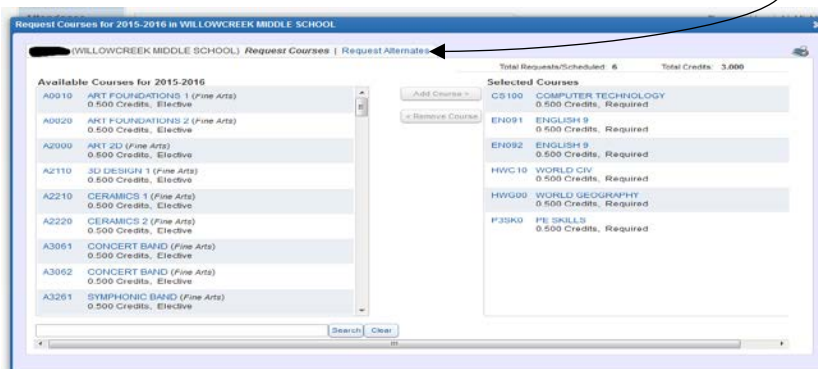 Request Courses for 2015-2016 in WILLOWCREEK MIDDLE SCHOOL
(WILLOWCREEK MIDDLE SCHOOL) Request Courses | Request Alternates
Total Requests/Scheduled: 6 Total Credits: 3.000
Available Courses for 2015-2016
A0010 ART FOUNDATIONS 1 (Fine Arts)
0.500 Credits, Elective
A0020 ART FOUNDATIONS 2 (Fine Arts)
0.500 Credits, Elective
A2000 ART 2D (Fine Arts)
0.500 Credits, Elective
A2110 3D DESIGN 1 (Fine Arts)
0.500 Credits, Elective
A2210 CERAMICS 1 (Fine Arts)
0.500 Credits, Elective
A2220 CERAMICS 2 (Fine Arts)
0.500 Credits, Elective
A3061 CONCERT BAND (Fine Arts)
0.500 Credits, Elective
A3062 CONCERT BAND (Fine Arts)
0.500 Credits, Elective
A3261 SYMPHONIC BAND (Fine Arts)
0.500 Credits, Elective
Search Clear
Add Course >
< Remove Course
Selected Courses
CS100 COMPUTER TECHNOLOGY
0.500 Credits, Required
EN091 ENGLISH 9
0.500 Credits, Required
EN092 ENGLISH 9
0.500 Credits, Required
HWC10 WORLD CIV
0.500 Credits, Required
HWG00 WORLD GEOGRAPHY
0.500 Credits, Required
P3SK0 PE SKILLS
0.500 Credits, Required